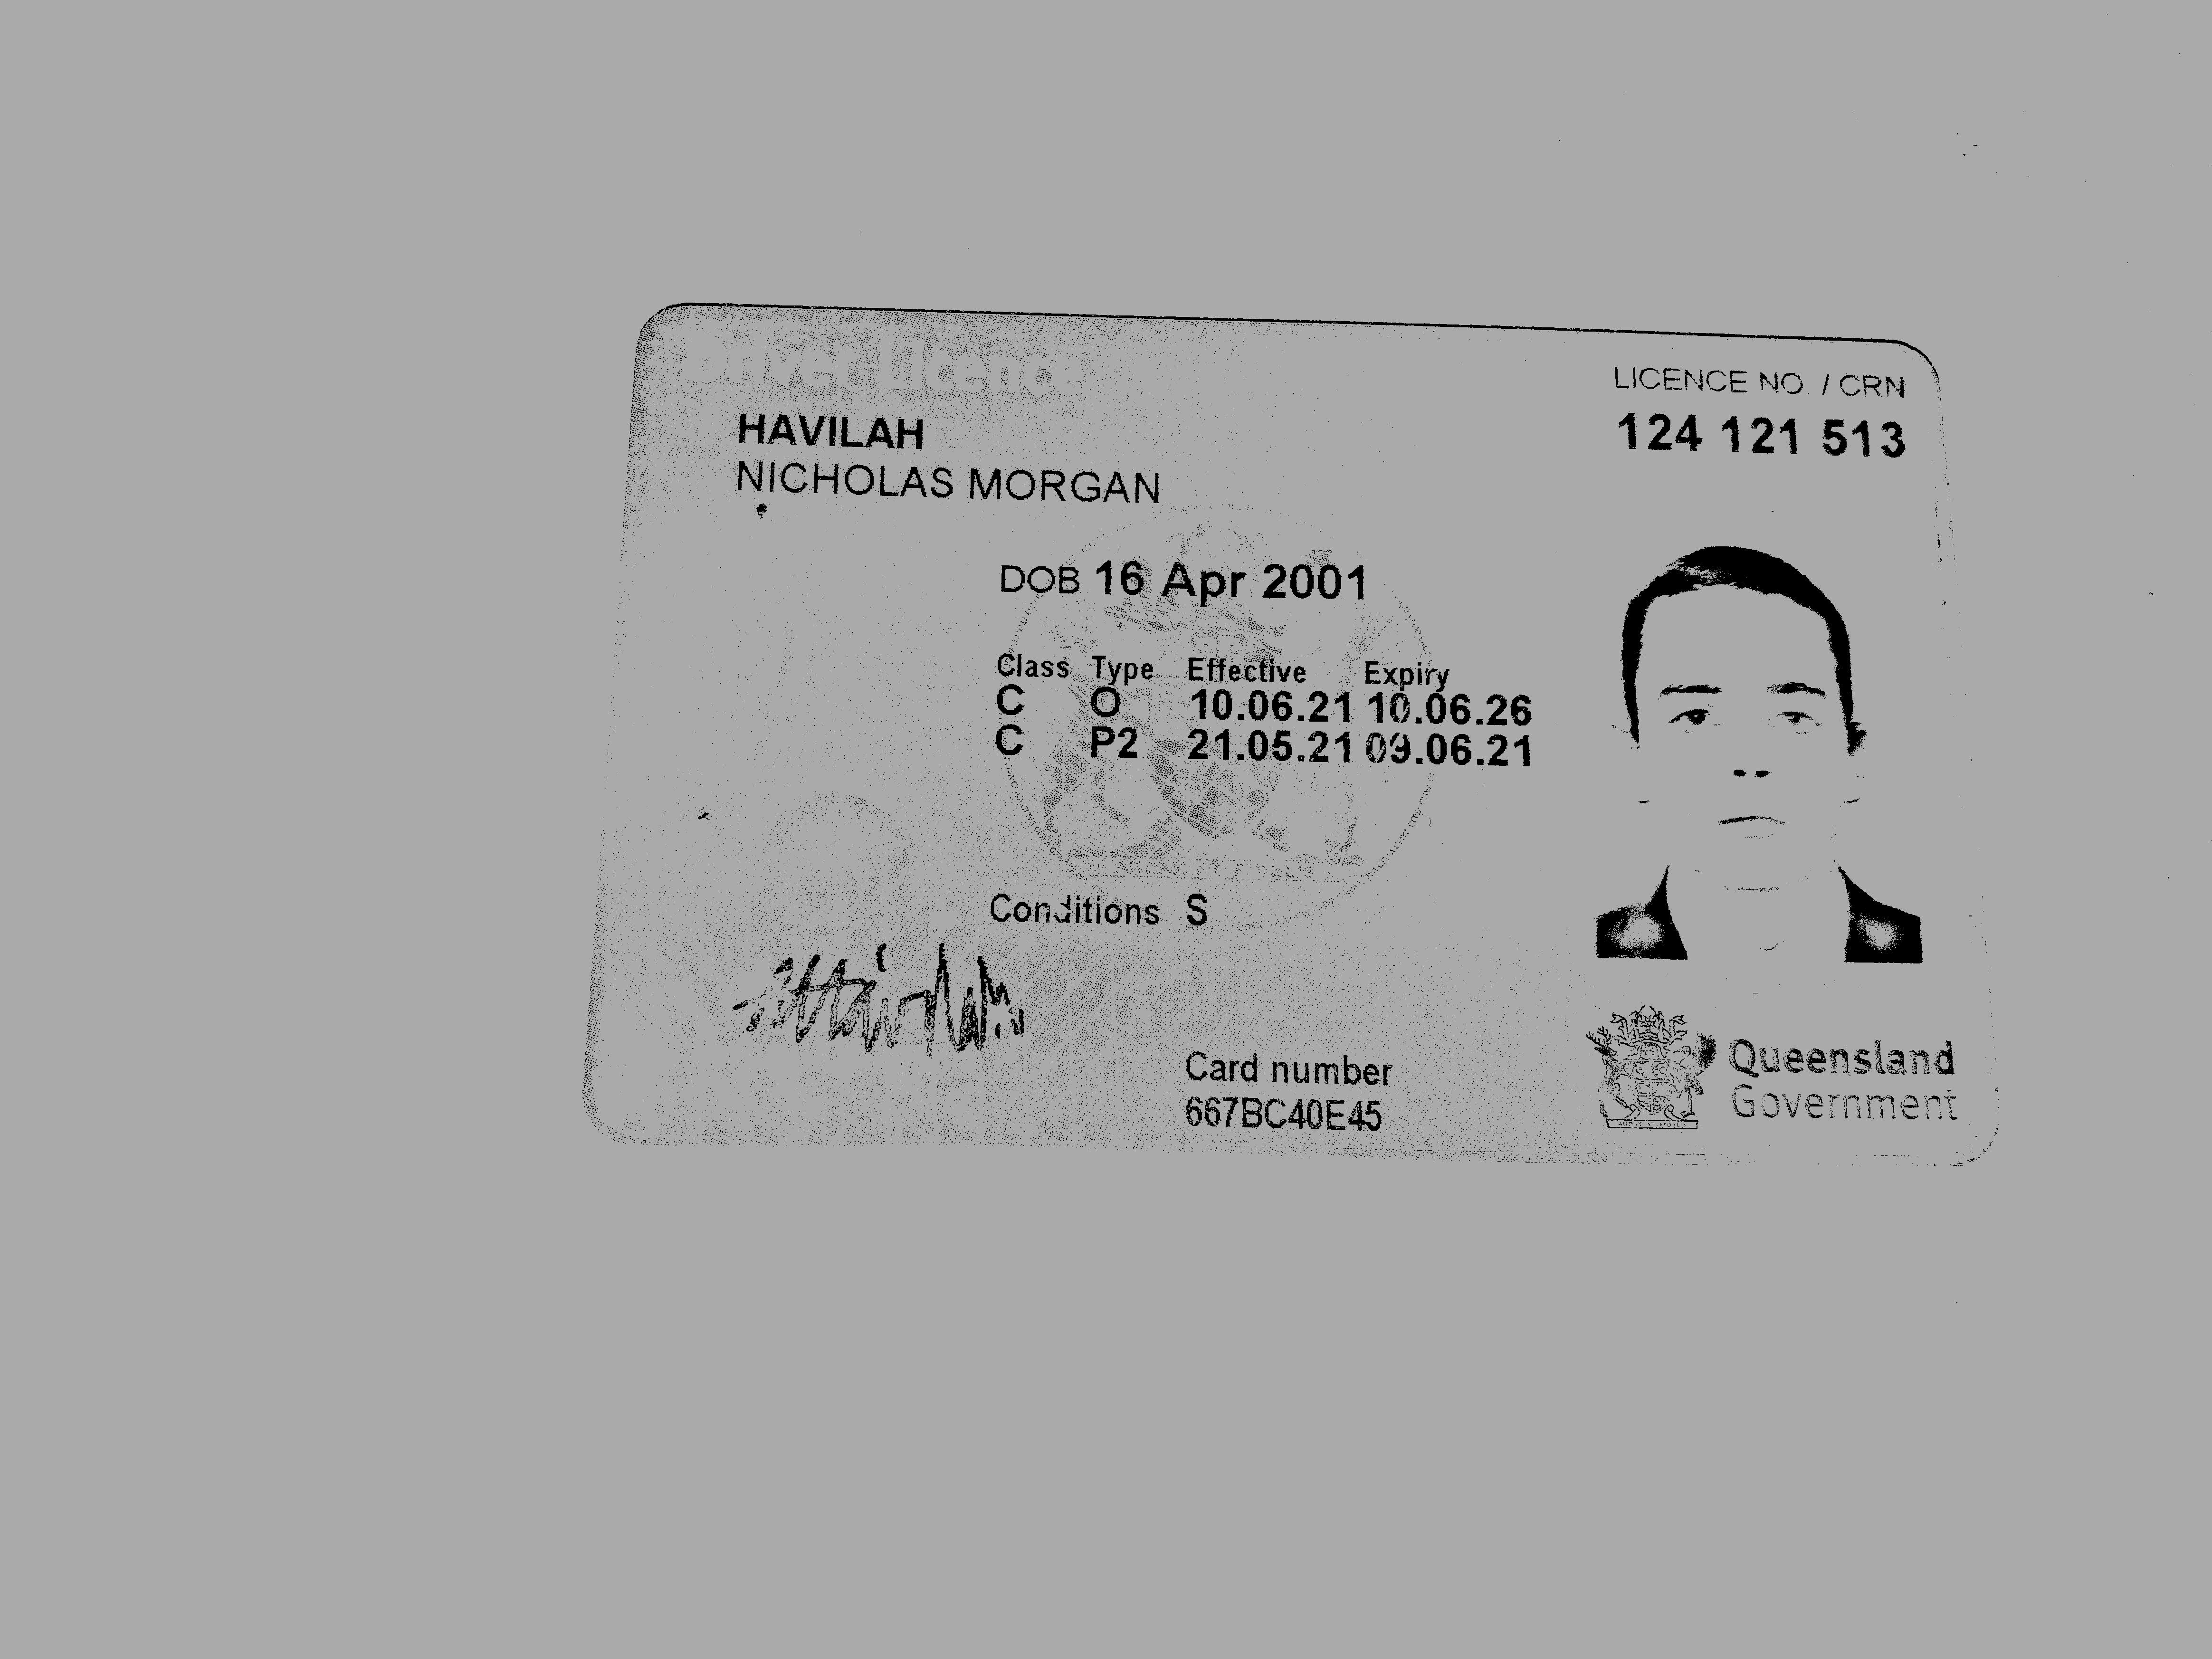 Driver Licence
LICENCE NO. / CRN
124 121 513
HAVILAH
NICHOLAS MORGAN
DOB 16 Apr 2001
Class Type Effective Expiry
C O 10.06.21 10.06.26
C P2 21.05.21 09.06.21
Conditions S
Card number
667BC40E45
Queensland
Government